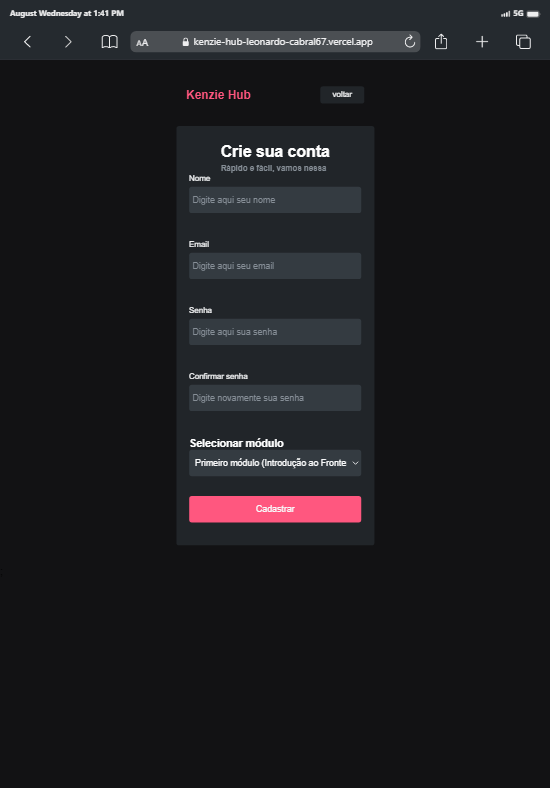 August Wednesday at 1:41 PM
5G
AA
kenzie-hub-leonardo-cabral67.vercel.app
Kenzie Hub
voltar
Crie sua conta
Rápido e fácil, vamos nessa
Nome
Digite aqui seu nome
Email
Digite aqui seu email
Senha
Digite aqui sua senha
Confirmar senha
Digite novamente sua senha
Selecionar módulo
Primeiro módulo (Introdução ao Fronte
Cadastrar